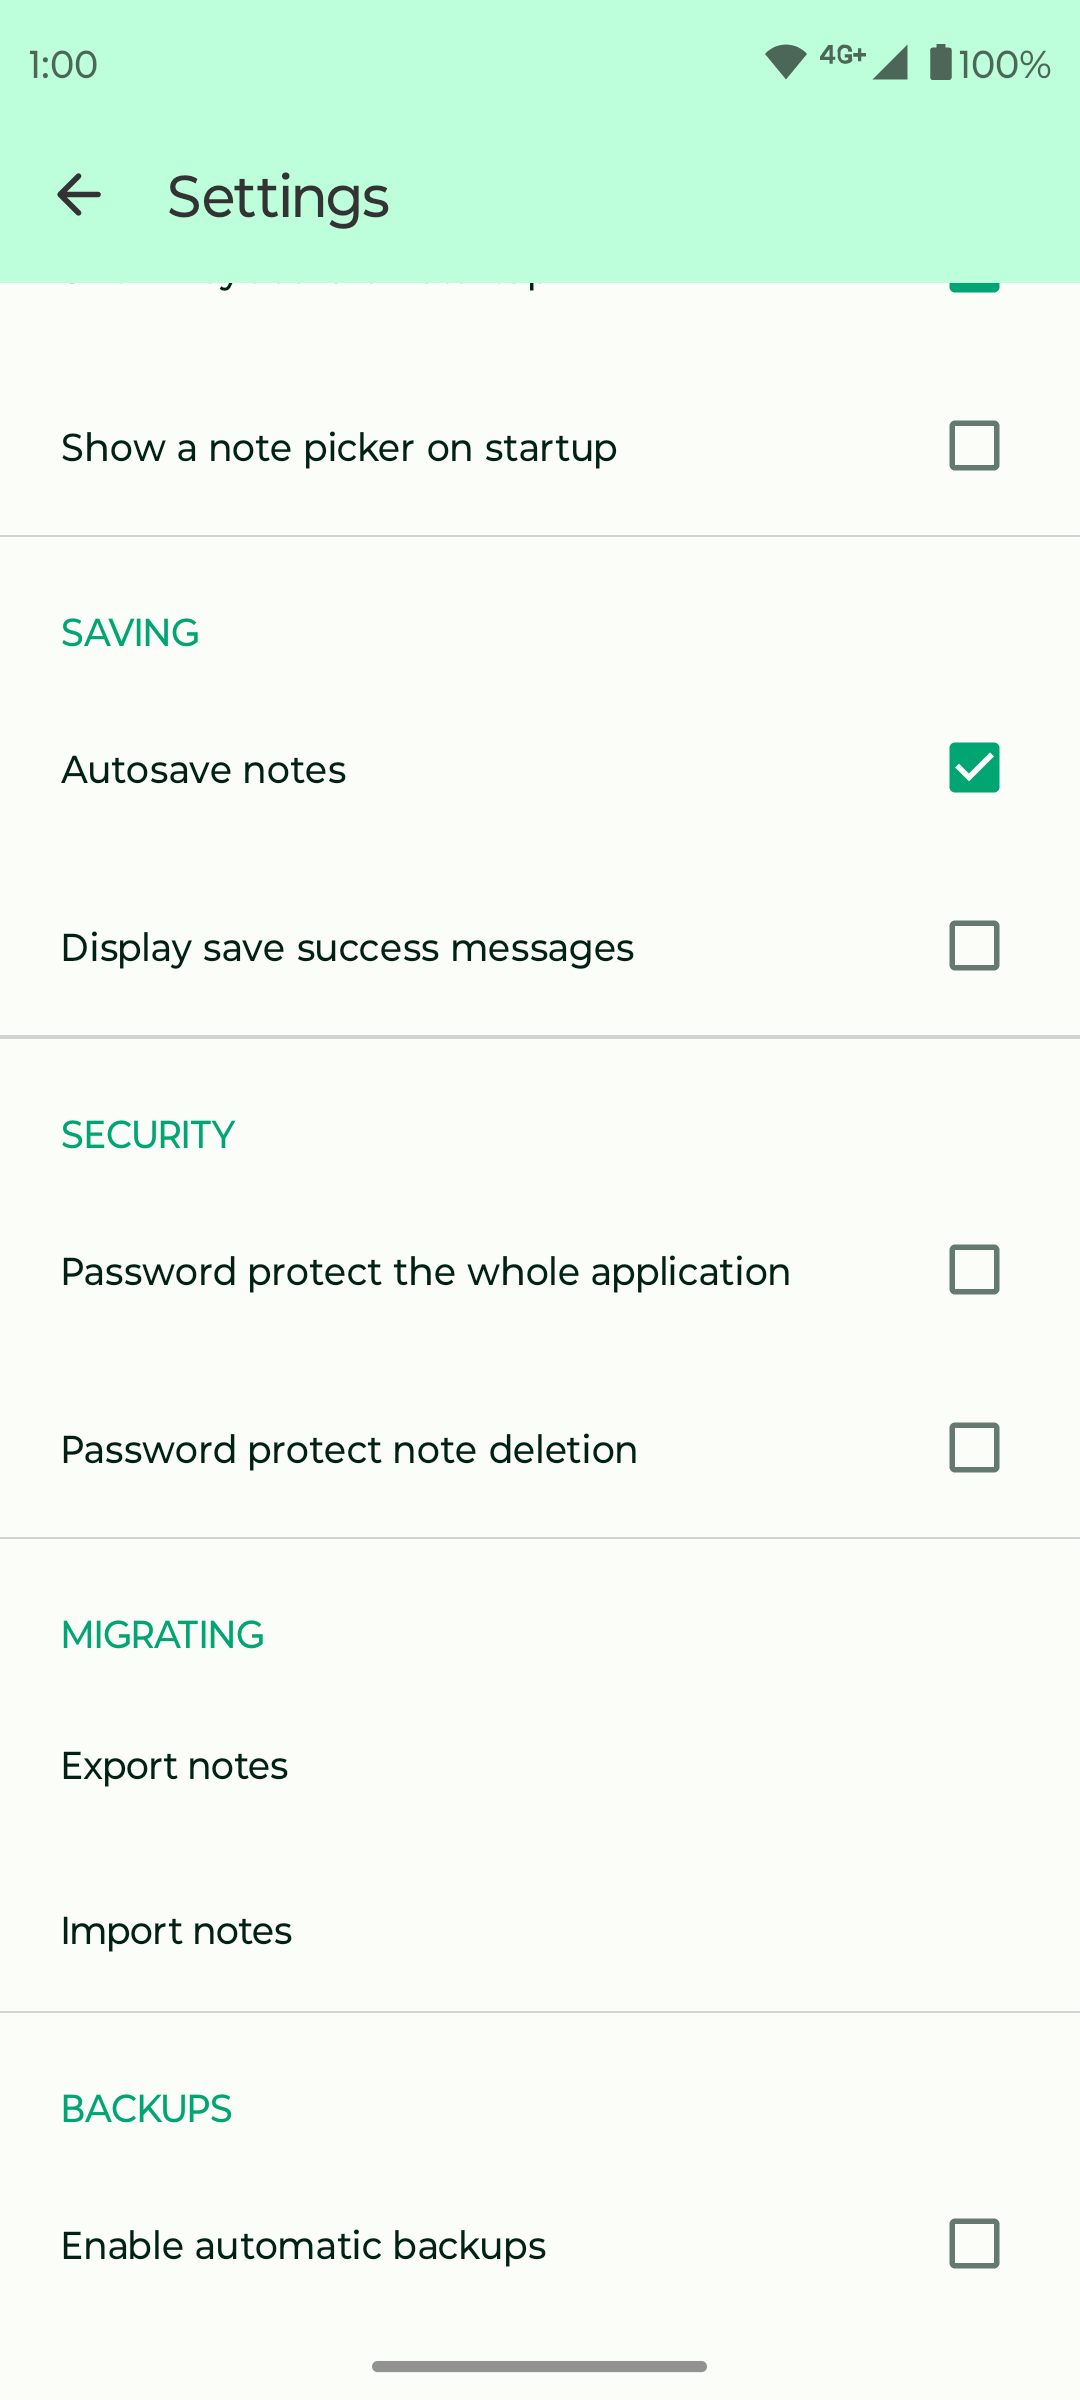 1:00 4G+ 100%
Settings
Show a note picker on startup
SAVING
Autosave notes
Display save success messages
SECURITY
Password protect the whole application
Password protect note deletion
MIGRATING
Export notes
Import notes
BACKUPS
Enable automatic backups